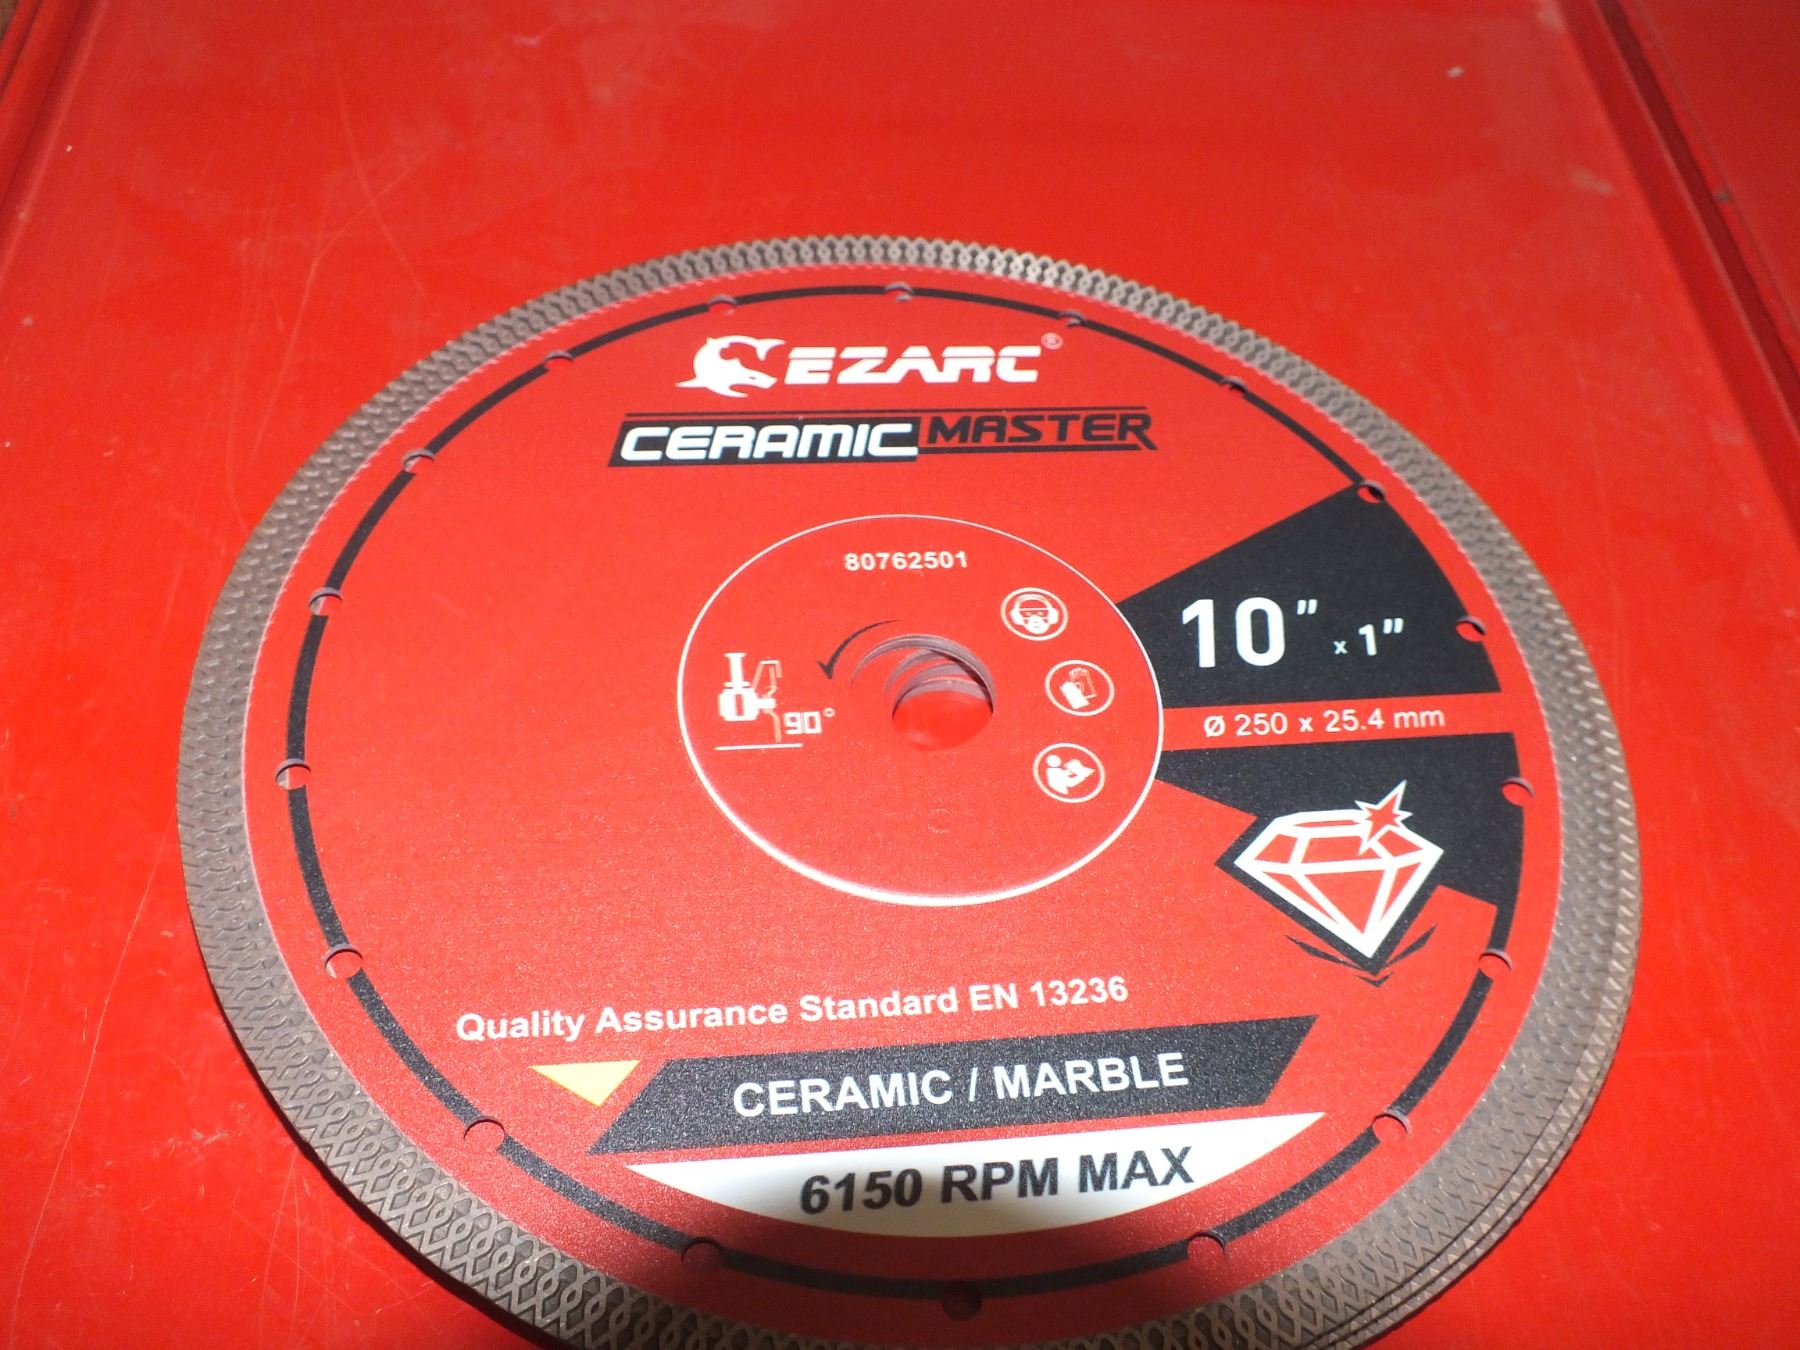 EZARC®
CERAMIC MASTER
80762501
90°
10" x 1"
Ø 250 x 25.4 mm
Quality Assurance Standard EN 13236
CERAMIC / MARBLE
6150 RPM MAX